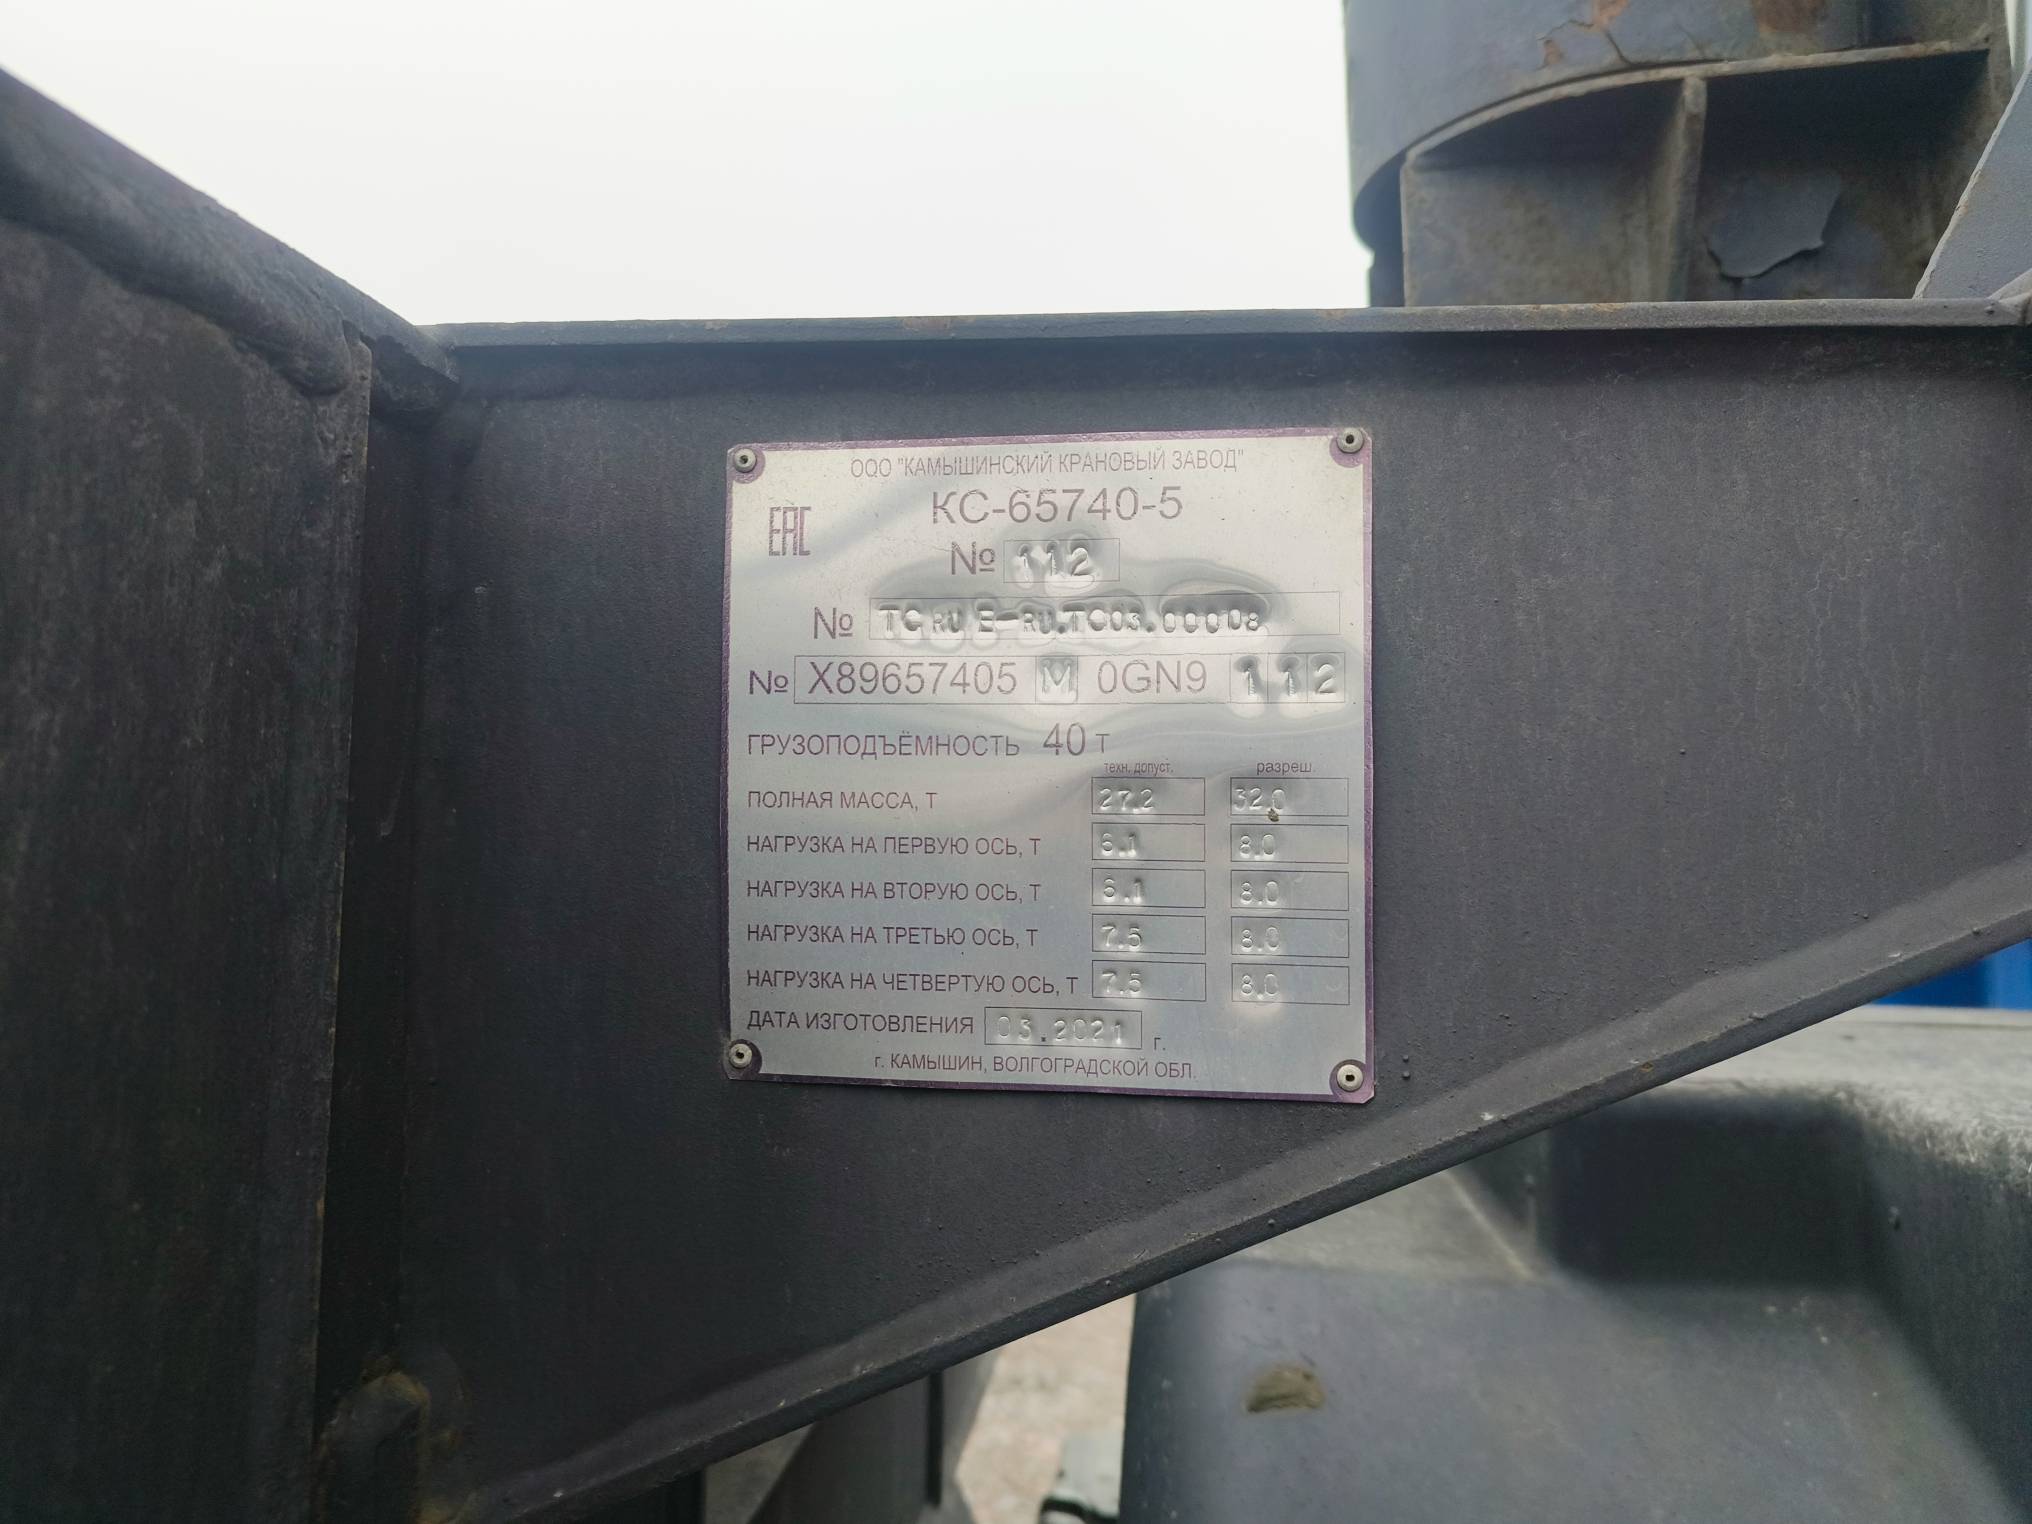 ООО "КАМЫШИНСКИЙ КРАНОВЫЙ ЗАВОД"
КС-65740-5
EAC
№ 112
№ TC RU E-RU.TC03.00008
№ X89657405 M 0GN9 112
ГРУЗОПОДЪЁМНОСТЬ 40 т
техн. допуст. разреш.
ПОЛНАЯ МАССА, Т 27.2 32.0
НАГРУЗКА НА ПЕРВУЮ ОСЬ, Т 6.1 8.0
НАГРУЗКА НА ВТОРУЮ ОСЬ, Т 6.1 8.0
НАГРУЗКА НА ТРЕТЬЮ ОСЬ, Т 7.5 8.0
НАГРУЗКА НА ЧЕТВЕРТУЮ ОСЬ, Т 7.5 8.0
ДАТА ИЗГОТОВЛЕНИЯ 03.2021 г.
г. КАМЫШИН, ВОЛГОГРАДСКОЙ ОБЛ.